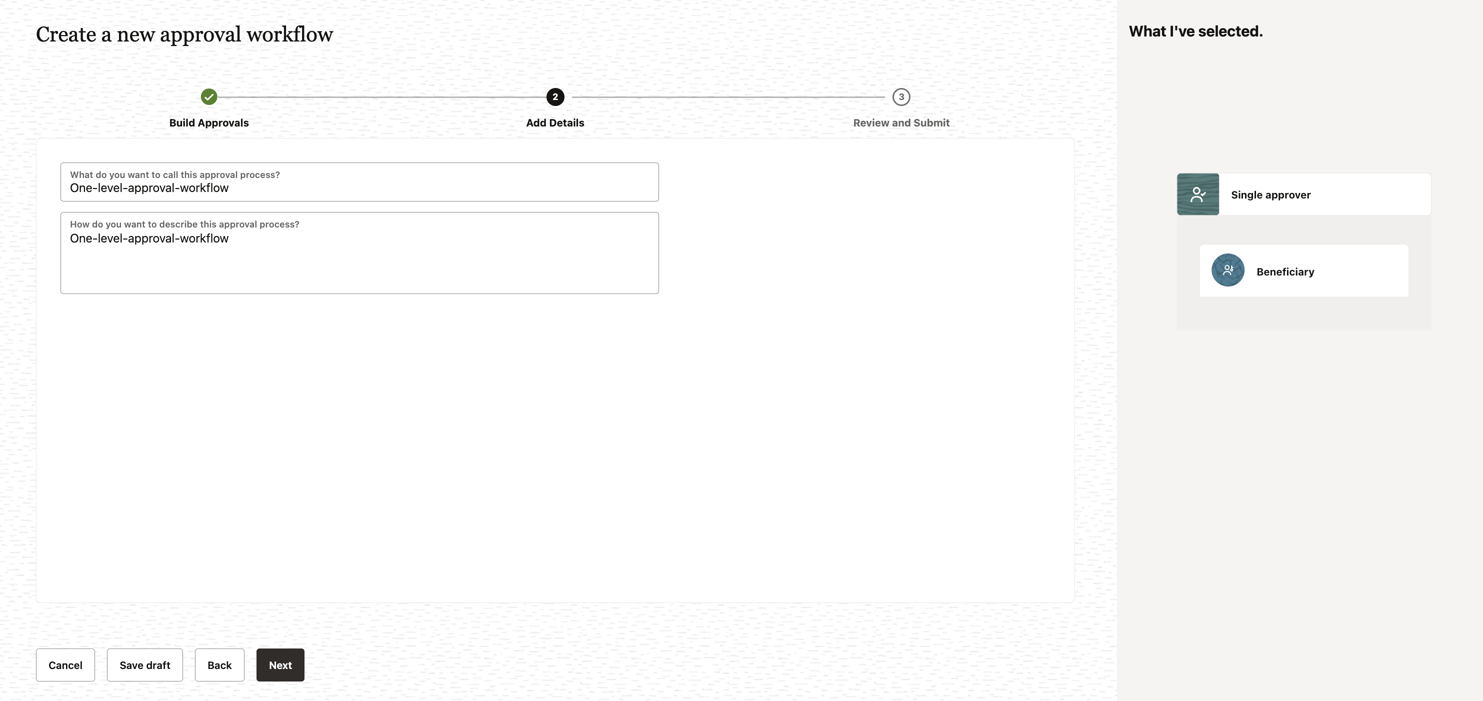 Create a new approval workflow
What I've selected.
2
3
Build Approvals
Add Details
Review and Submit
What do you want to call this approval process?
One-level-approval-workflow
How do you want to describe this approval process?
One-level-approval-workflow
Single approver
Beneficiary
Cancel
Save draft
Back
Next